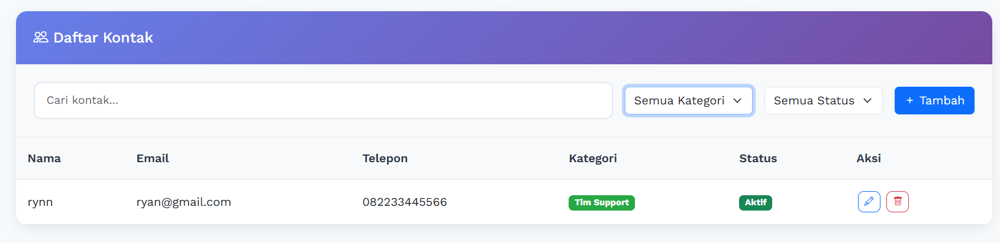 Daftar Kontak
Cari kontak...
Semua Kategori
Semua Status
+ Tambah
Nama Email Telepon Kategori Status Aksi
rynn ryan@gmail.com 082233445566 Tim Support Aktif